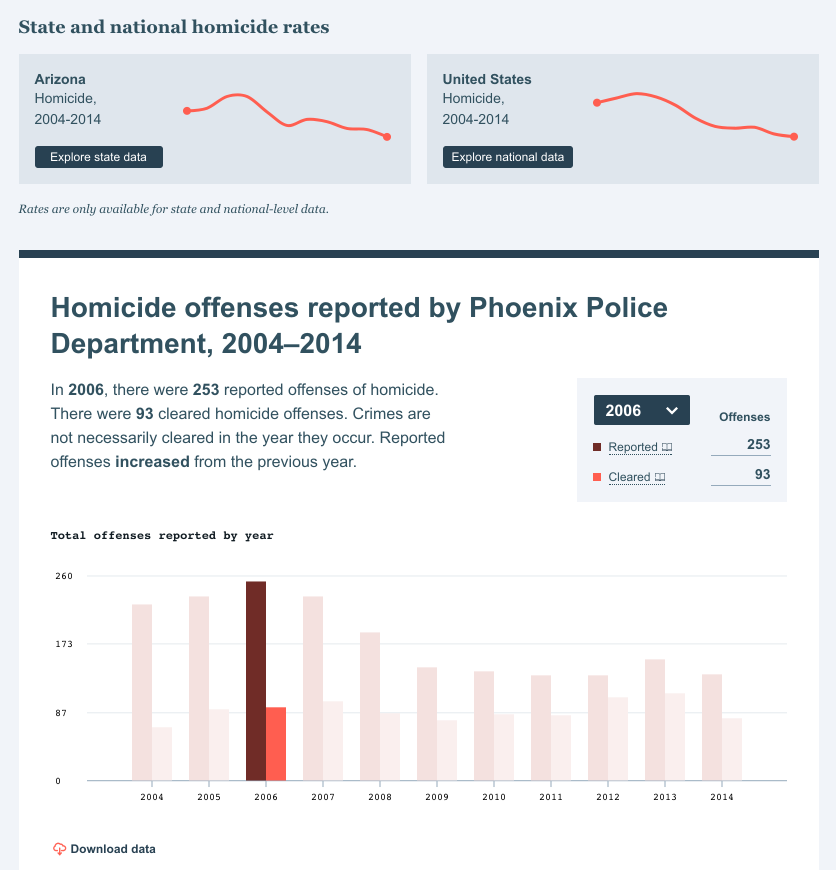 State and national homicide rates
Arizona
Homicide,
2004-2014
Explore state data
United States
Homicide,
2004-2014
Explore national data
Rates are only available for state and national-level data.
Homicide offenses reported by Phoenix Police
Department, 2004–2014
In 2006, there were 253 reported offenses of homicide.
There were 93 cleared homicide offenses. Crimes are
not necessarily cleared in the year they occur. Reported
offenses increased from the previous year.
2006
Offenses
Reported 253
Cleared 93
Total offenses reported by year
260
173
87
0
2004 2005 2006 2007 2008 2009 2010 2011 2012 2013 2014
Download data